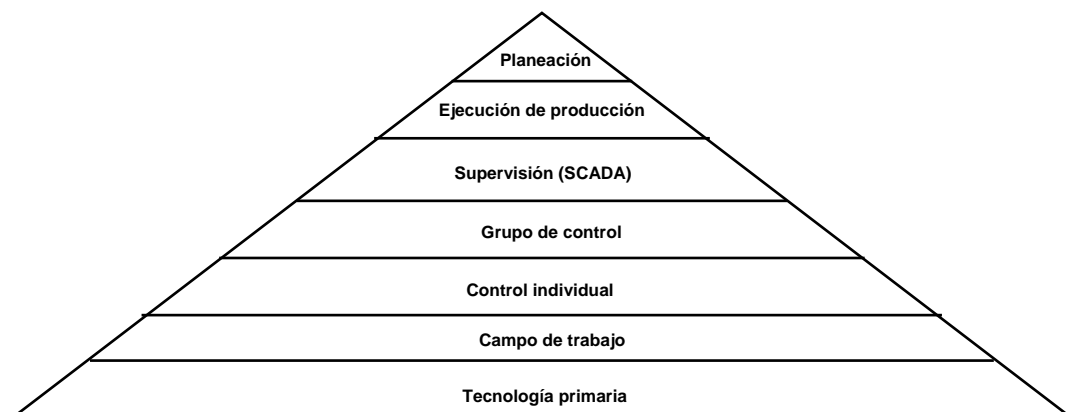 Planeación
Ejecución de producción
Supervisión (SCADA)
Grupo de control
Control individual
Campo de trabajo
Tecnología primaria